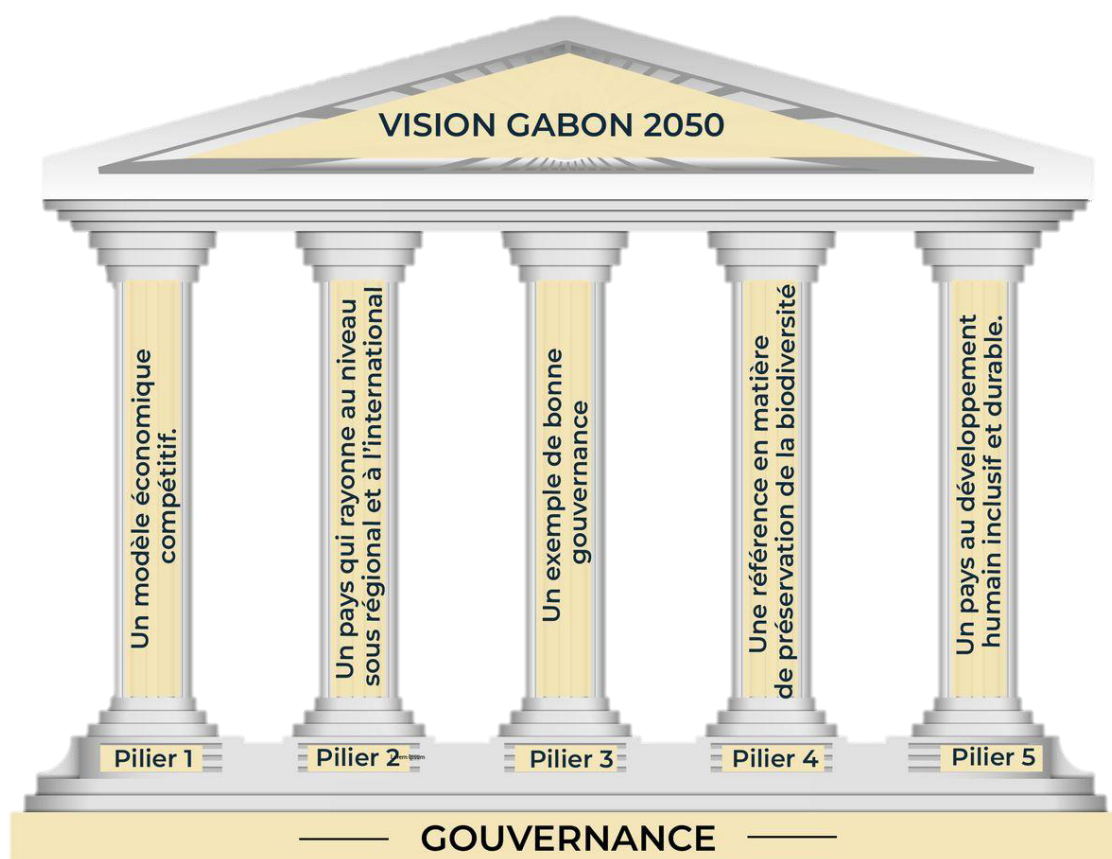 VISION GABON 2050
Un modèle économique
compétitif.
Un pays qui rayonne au niveau
sous régional et à l'international
Un exemple de bonne
gouvernance
Une référence en matière
de préservation de la biodiversité
Un pays au développement
humain inclusif et durable.
Pilier 1
Pilier 2
Pilier 3
Pilier 4
Pilier 5
GOUVERNANCE